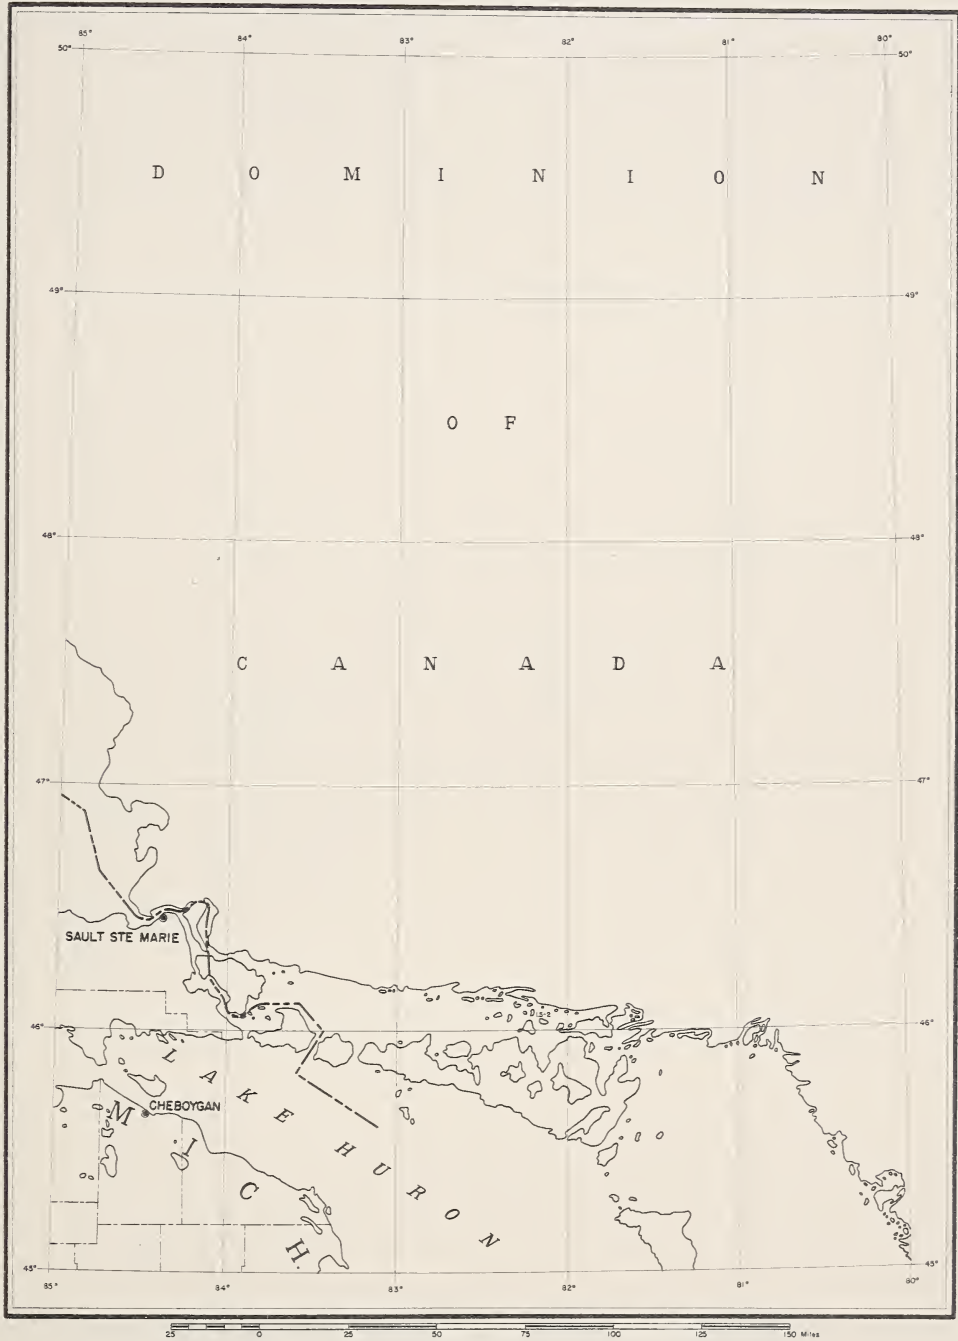 85° 84° 83° 82° 81° 80°
50° 50°
D O M I N I O N
49° 49°
O F
48° 48°
C A N A D A
47° 47°
SAULT STE MARIE
46° 46°
LAKE HURON
CHEBOYGAN
MICH.
45° 45°
85° 84° 83° 82° 81° 80°
25 0 25 50 75 100 125 150 Miles